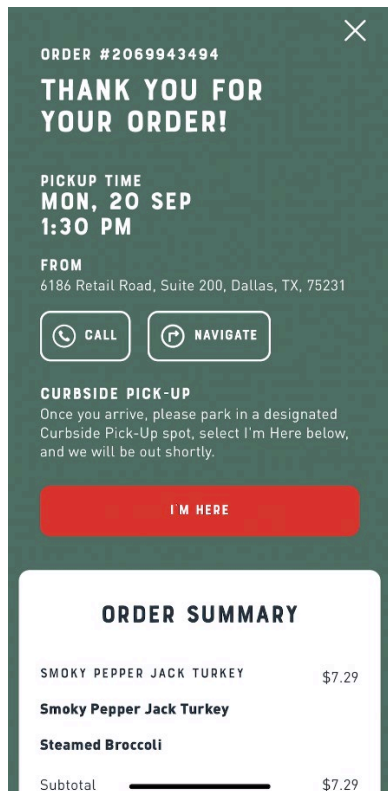 ORDER #2069943494
THANK YOU FOR
YOUR ORDER!
PICKUP TIME
MON, 20 SEP
1:30 PM
FROM
6186 Retail Road, Suite 200, Dallas, TX, 75231
CALL
NAVIGATE
CURBSIDE PICK-UP
Once you arrive, please park in a designated
Curbside Pick-Up spot, select I'm Here below,
and we will be out shortly.
I'M HERE
ORDER SUMMARY
SMOKY PEPPER JACK TURKEY $7.29
Smoky Pepper Jack Turkey
Steamed Broccoli
Subtotal $7.29